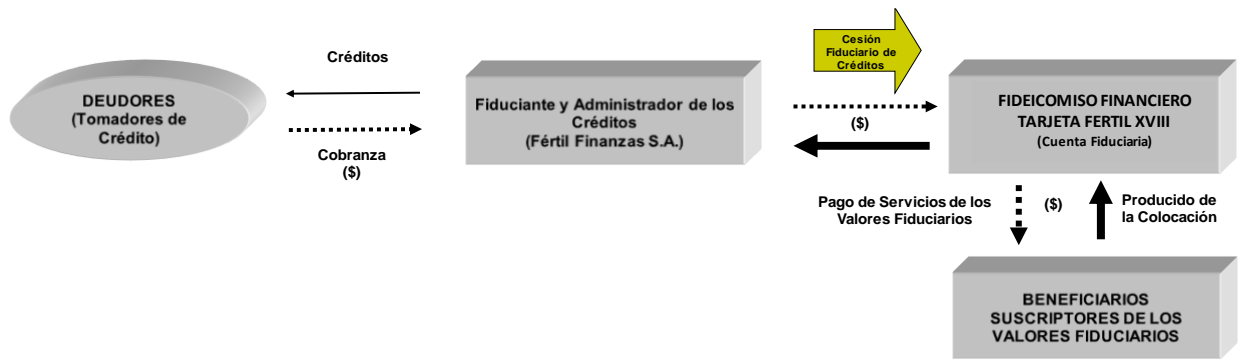 Cesión
Fiduciario de
Créditos
Créditos
DEUDORES
(Tomadores de
Crédito)
Cobranza
($)
Fiduciante y Administrador de los
Créditos
(Fértil Finanzas S.A.)
($)
FIDEICOMISO FINANCIERO
TARJETA FERTIL XVIII
(Cuenta Fiduciaria)
Pago de Servicios de los
Valores Fiduciarios
($)
Producido de
la Colocación
BENEFICIARIOS
SUSCRIPTORES DE LOS
VALORES FIDUCIARIOS